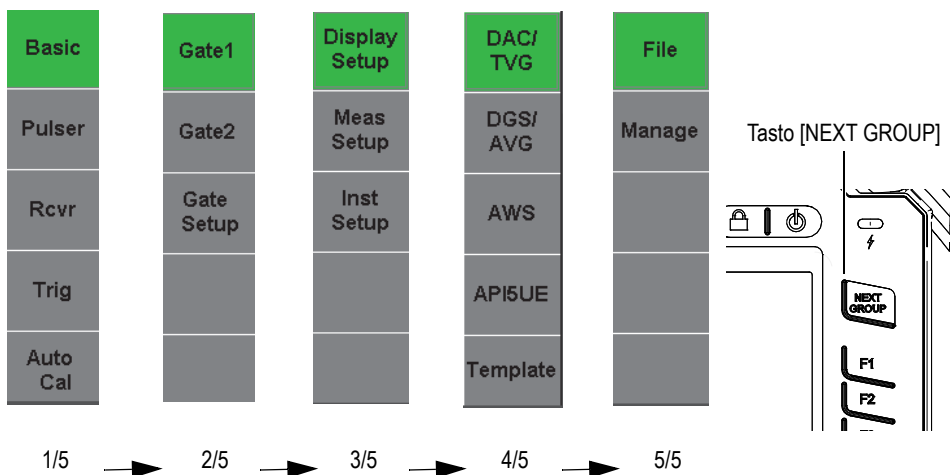 Basic
Pulser
Rcvr
Trig
Auto
Cal
Gate1
Gate2
Gate
Setup
Display
Setup
Meas
Setup
Inst
Setup
DAC/
TVG
DGS/
AVG
AWS
API5UE
Template
File
Manage
Tasto [NEXT GROUP]
NEXT
GROUP
F1
F2
1/5
2/5
3/5
4/5
5/5